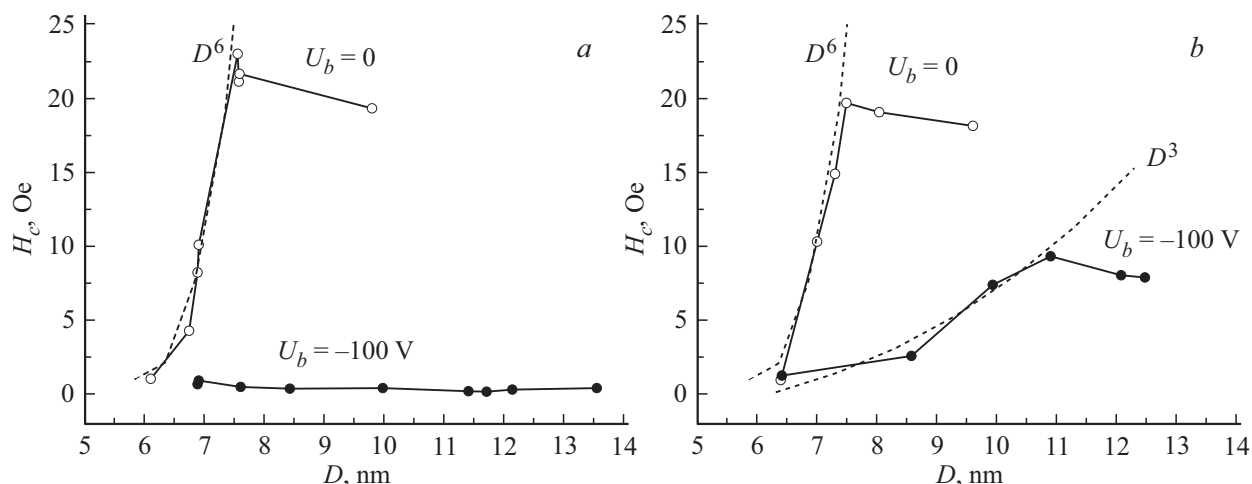 25
20
15
10
5
0
H_c, Oe
D^6
U_b = 0
a
U_b = –100 V
5 6 7 8 9 10 11 12 13 14
D, nm
25
20
15
10
5
0
H_c, Oe
D^6
U_b = 0
b
D^3
U_b = –100 V
5 6 7 8 9 10 11 12 13 14
D, nm